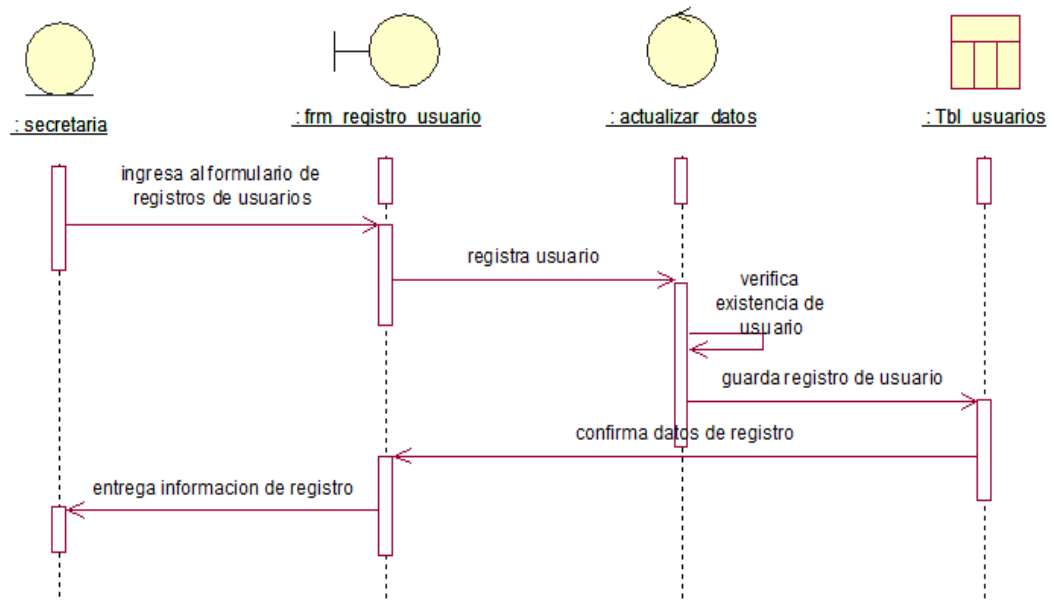 : secretaria
: frm_registro_usuario
: actualizar_datos
: Tbl_usuarios
ingresa al formulario de
registros de usuarios
registra usuario
verifica
existencia de
usuario
guarda registro de usuario
confirma datos de registro
entrega informacion de registro